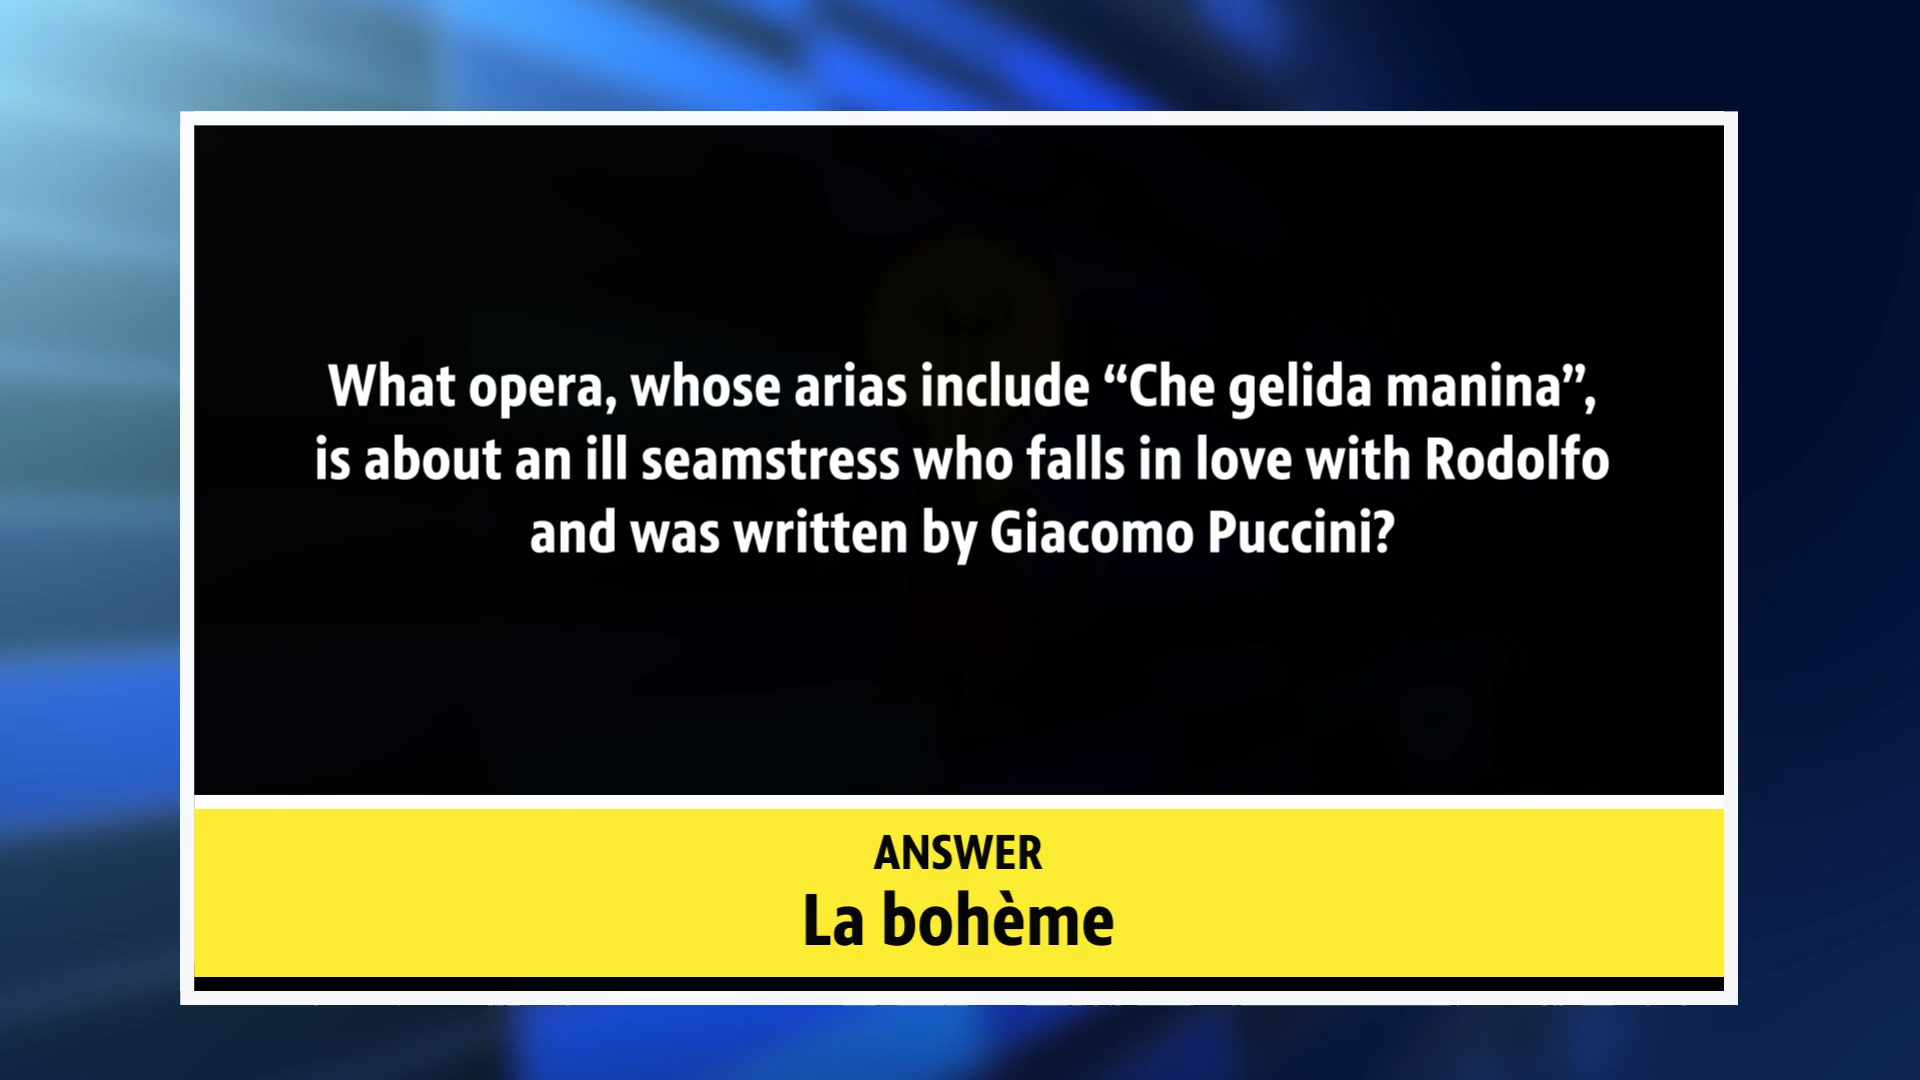 What opera, whose arias include “Che gelida manina”,
is about an ill seamstress who falls in love with Rodolfo
and was written by Giacomo Puccini?
ANSWER
La bohème